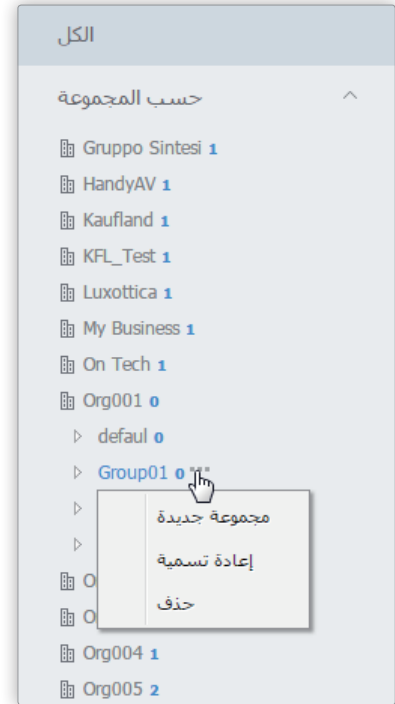 الكل
حسب المجموعة
Gruppo Sintesi 1
HandyAV 1
Kaufland 1
KFL_Test 1
Luxottica 1
My Business 1
On Tech 1
Org001 0
defaul 0
Group01 0
مجموعة جديدة
إعادة تسمية
حذف
O
O
Org004 1
Org005 2